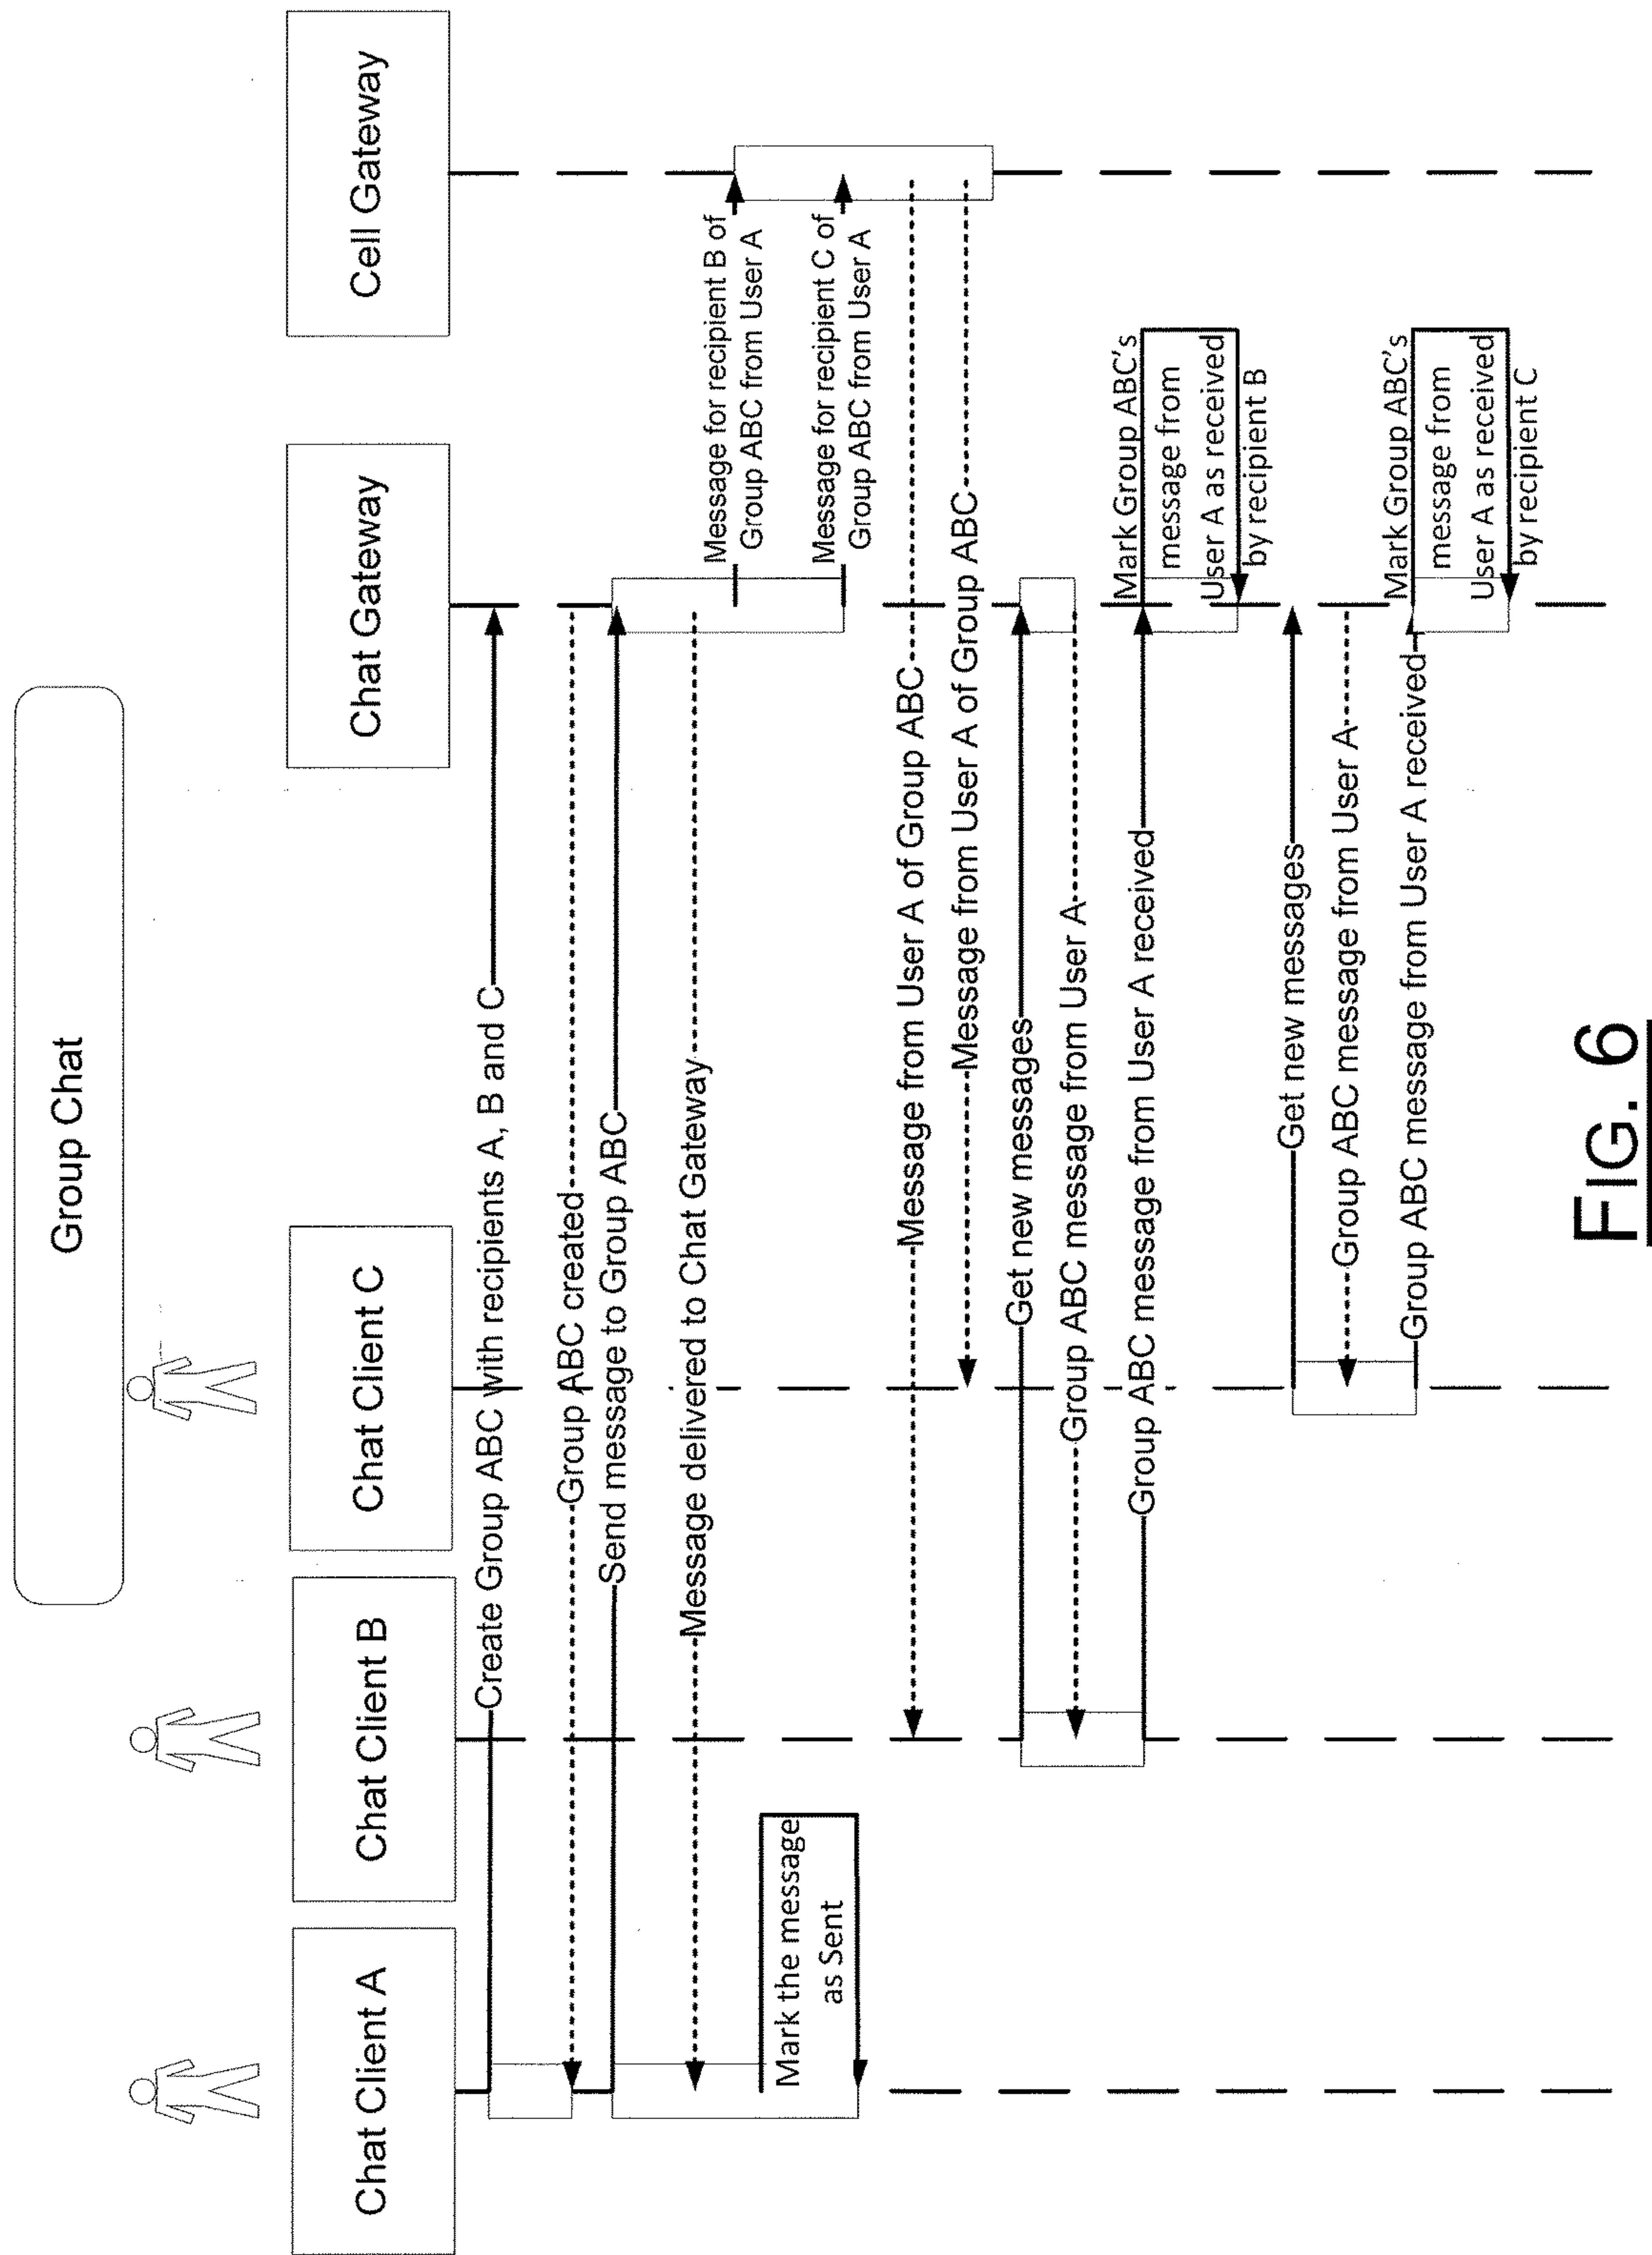 Group Chat
Chat Client A
Chat Client B
Chat Client C
Chat Gateway
Cell Gateway
Create Group ABC with recipients A, B and C
Group ABC created
Send message to Group ABC
Message delivered to Chat Gateway
Message for recipient B of
Group ABC from User A
Mark the message
as Sent
Message for recipient C of
Group ABC from User A
Message from User A of Group ABC
Message from User A of Group ABC
Get new messages
Group ABC message from User A
Group ABC message from User A received
Mark Group ABC's
message from
User A as received
by recipient B
Get new messages
Group ABC message from User A
Group ABC message from User A received
Mark Group ABC's
message from
User A as received
by recipient C
FIG. 6